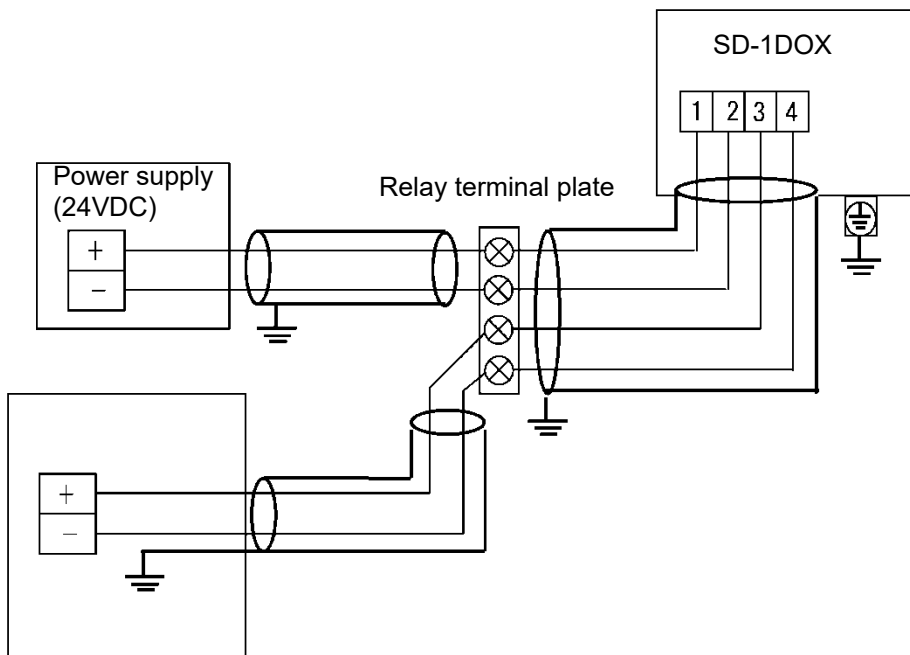 SD-1DOX
1 2 3 4
Power supply
(24VDC)
Relay terminal plate
+
−
+
−